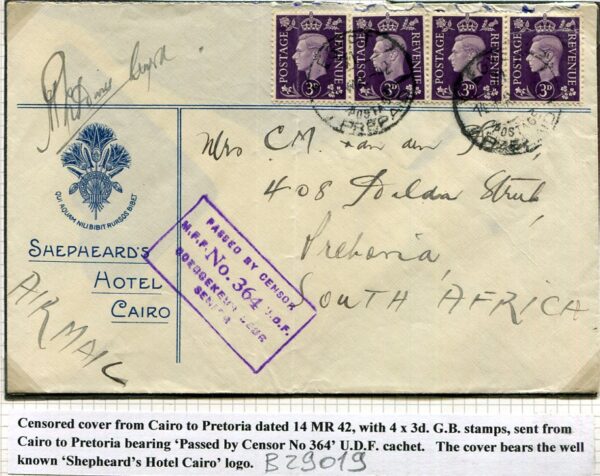 POSTAGE REVENUE 3D
POSTAGE REVENUE 3D
POSTAGE REVENUE 3D
POSTAGE REVENUE 3D
Mrs C.M. van den
408 Street
Pretoria
SOUTH AFRICA
QUI AQUAM NILI BIBIT RURSUS BIBET
SHEPHEARD'S
HOTEL
CAIRO
AIR MAIL
PASSED BY CENSOR
M.F.F. No. 364 U.D.F.
GOEDGEKEUR DEUR
SENSOR
Censored cover from Cairo to Pretoria dated 14 MR 42, with 4 x 3d. G.B. stamps, sent from
Cairo to Pretoria bearing ‘Passed by Censor No 364’ U.D.F. cachet. The cover bears the well
known ‘Shepheard’s Hotel Cairo’ logo. B29019